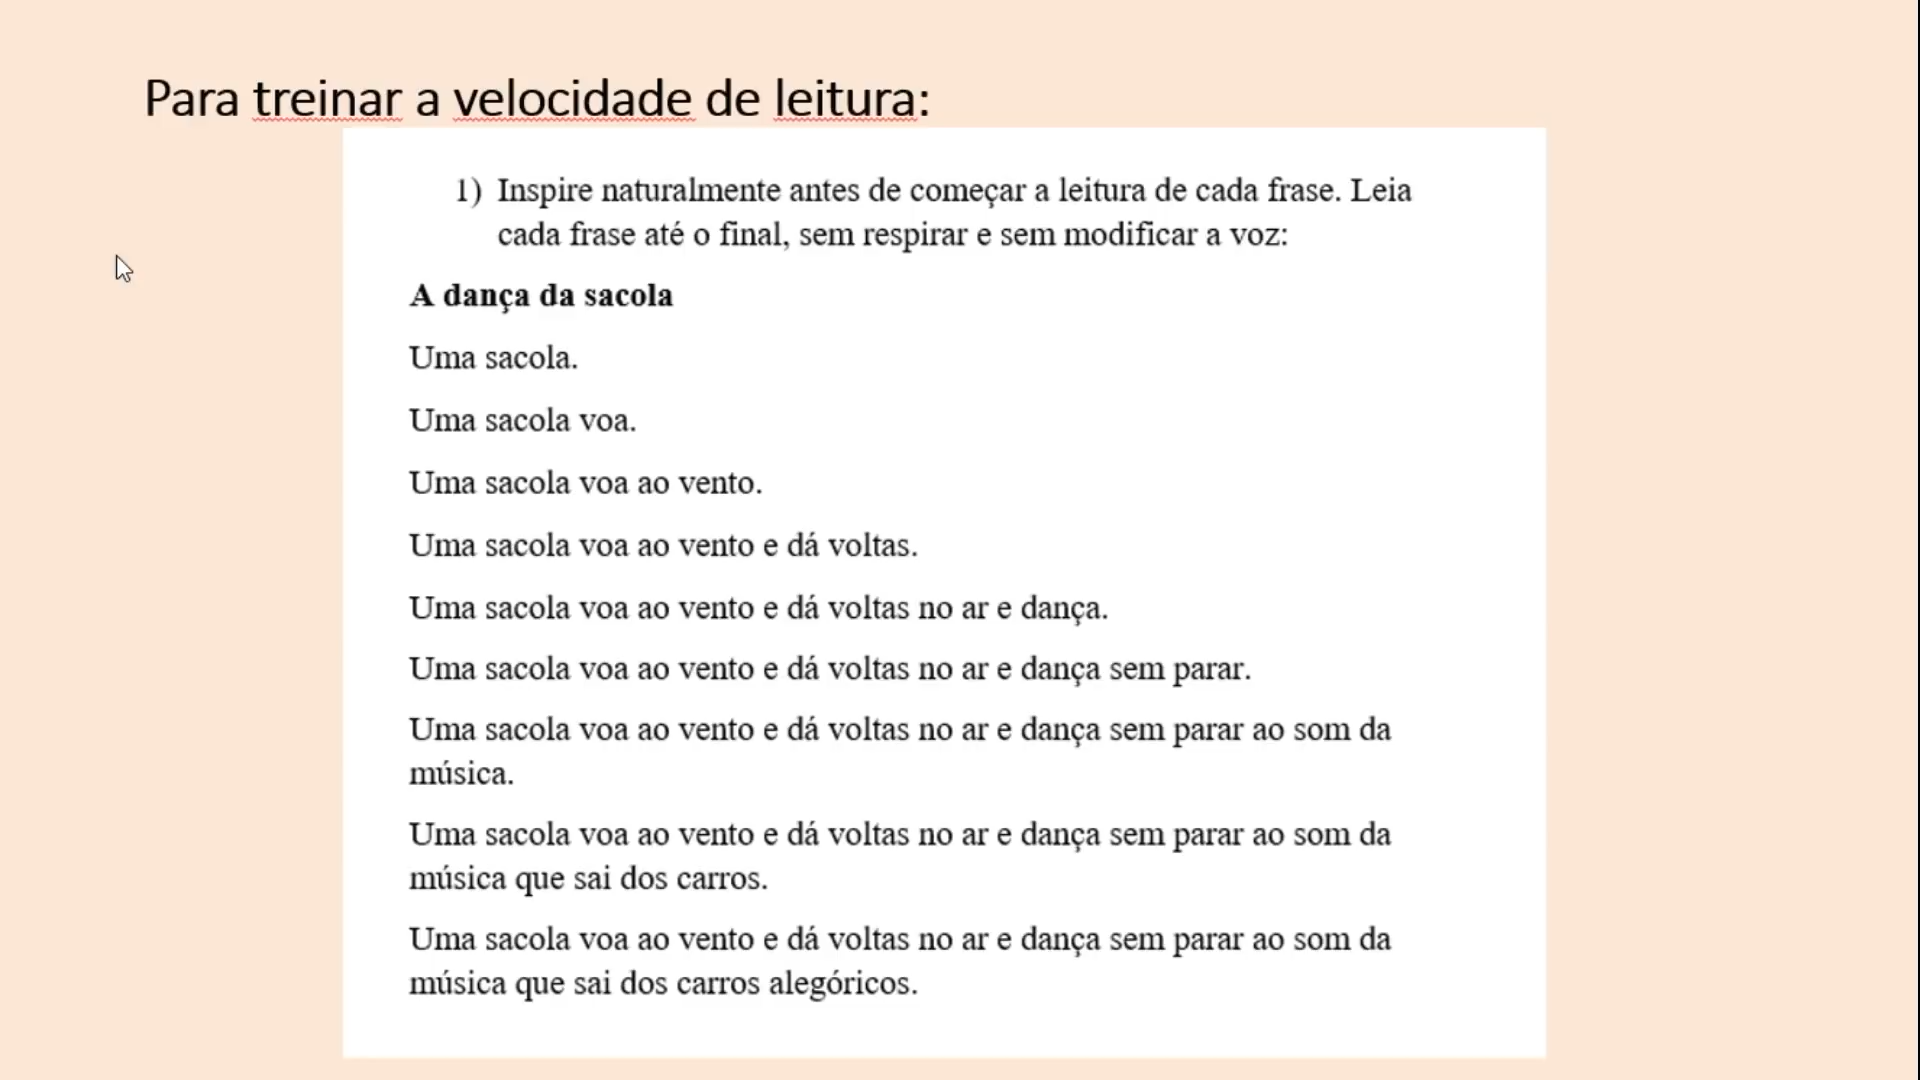 Para treinar a velocidade de leitura:
1) Inspire naturalmente antes de começar a leitura de cada frase. Leia
cada frase até o final, sem respirar e sem modificar a voz:
A dança da sacola
Uma sacola.
Uma sacola voa.
Uma sacola voa ao vento.
Uma sacola voa ao vento e dá voltas.
Uma sacola voa ao vento e dá voltas no ar e dança.
Uma sacola voa ao vento e dá voltas no ar e dança sem parar.
Uma sacola voa ao vento e dá voltas no ar e dança sem parar ao som da
música.
Uma sacola voa ao vento e dá voltas no ar e dança sem parar ao som da
música que sai dos carros.
Uma sacola voa ao vento e dá voltas no ar e dança sem parar ao som da
música que sai dos carros alegóricos.